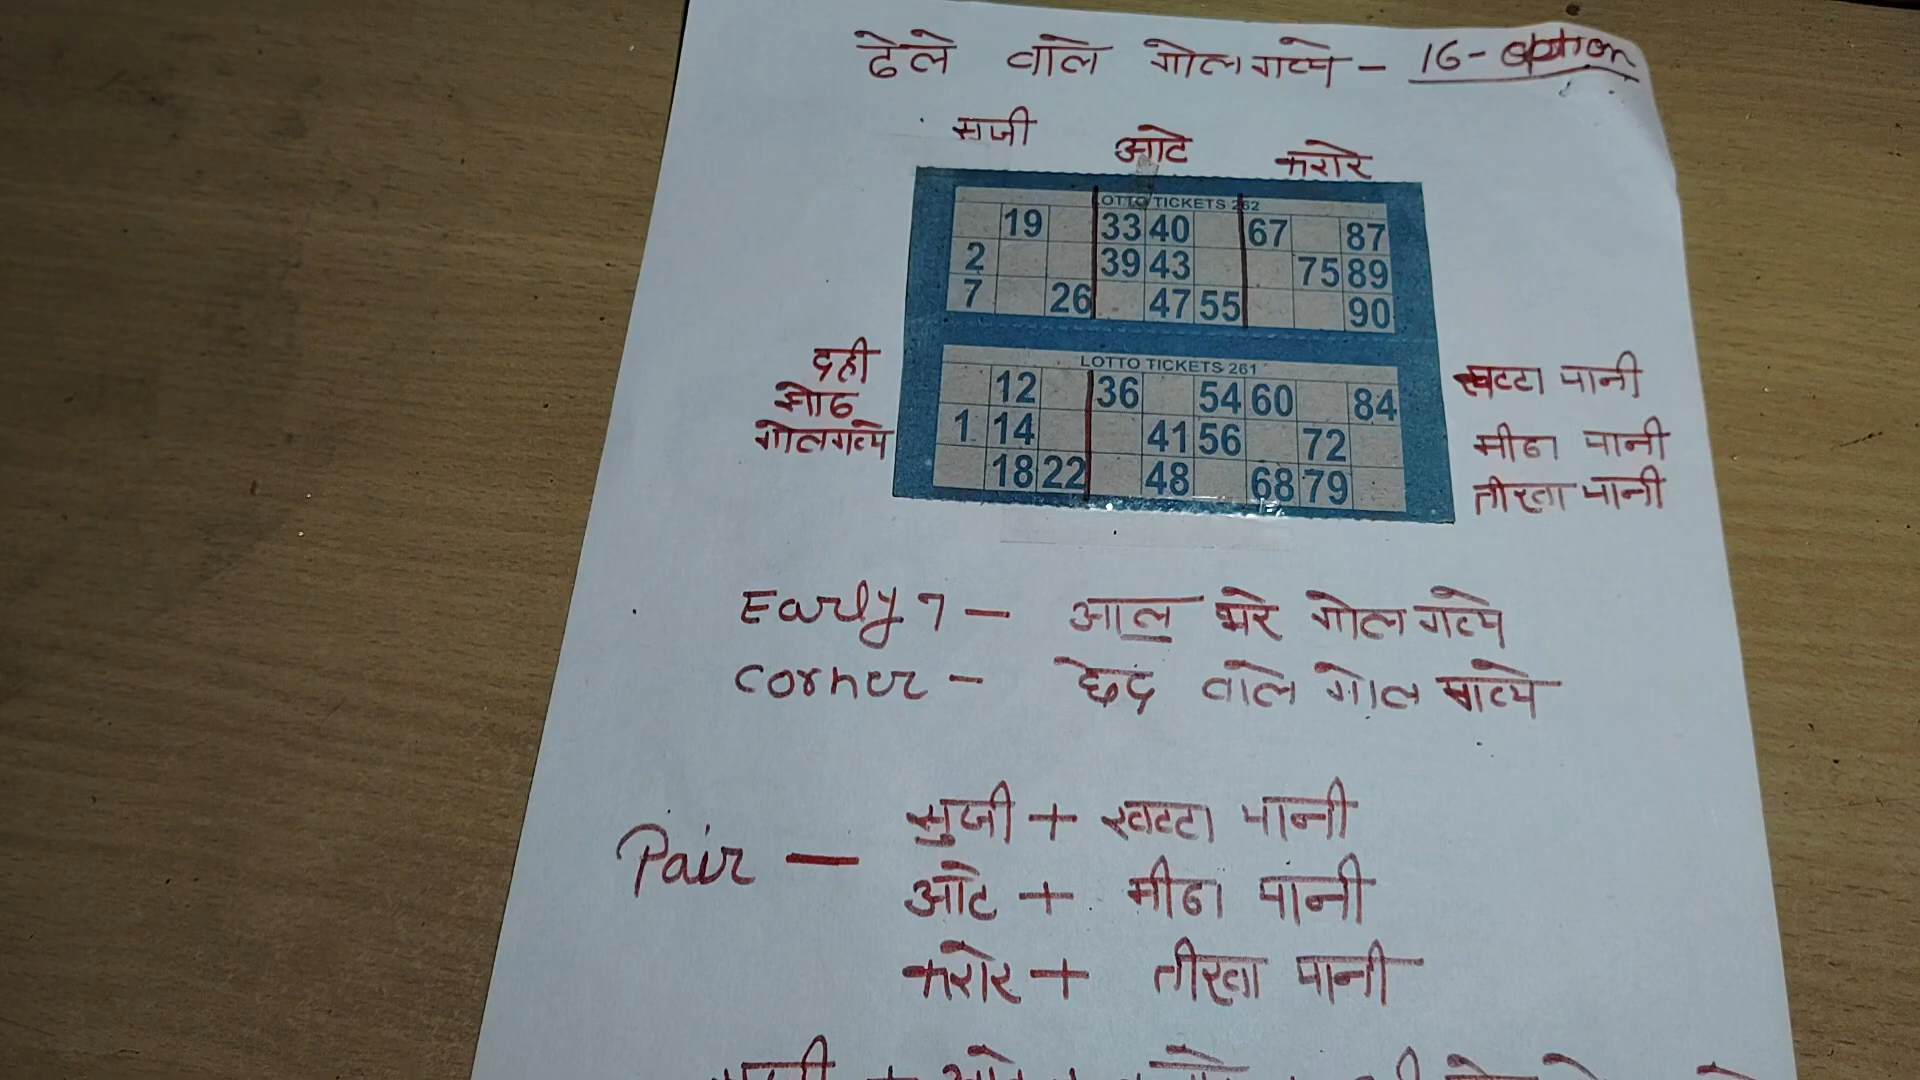 ठेले वाले गोलगप्पे - 16- option
सूजी आटे करारे
LOTTO TICKETS 262
19 33 40 67 87
2 39 43 75 89
7 26 47 55 90
LOTTO TICKETS 261
12 36 54 60 84
1 14 41 56 72
18 22 48 68 79
दही
गोलगप्पे
खट्टा पानी
मीठा पानी
तीखा पानी
Early 7 - आलू भरे गोलगप्पे
Corner - छेद वाले गोल गप्पे
Pair -
सूजी + खट्टा पानी
आटे + मीठा पानी
करारे + तीखा पानी